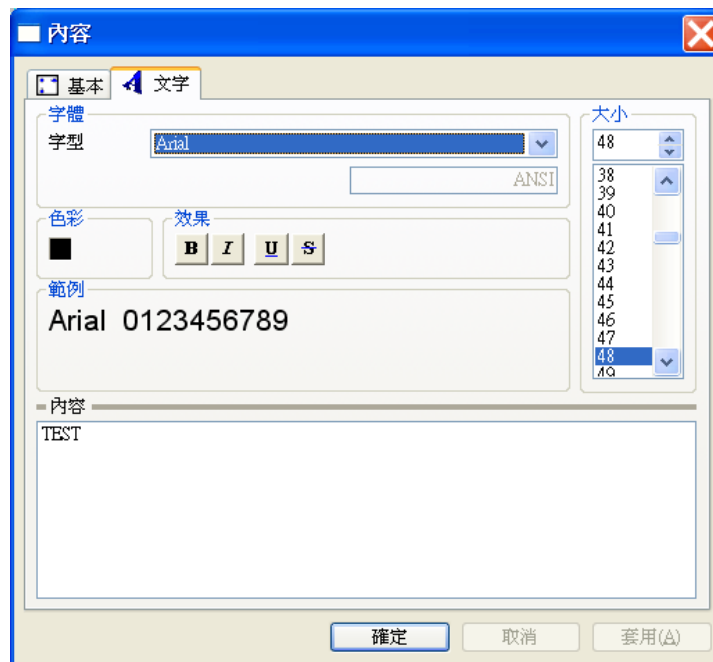 內容
基本 文字
字體
字型 Arial
ANSI
大小
48
38
39
40
41
42
43
44
45
46
47
48
49
色彩
效果
B I U S
範例
Arial 0123456789
內容
TEST
確定 取消 套用(A)